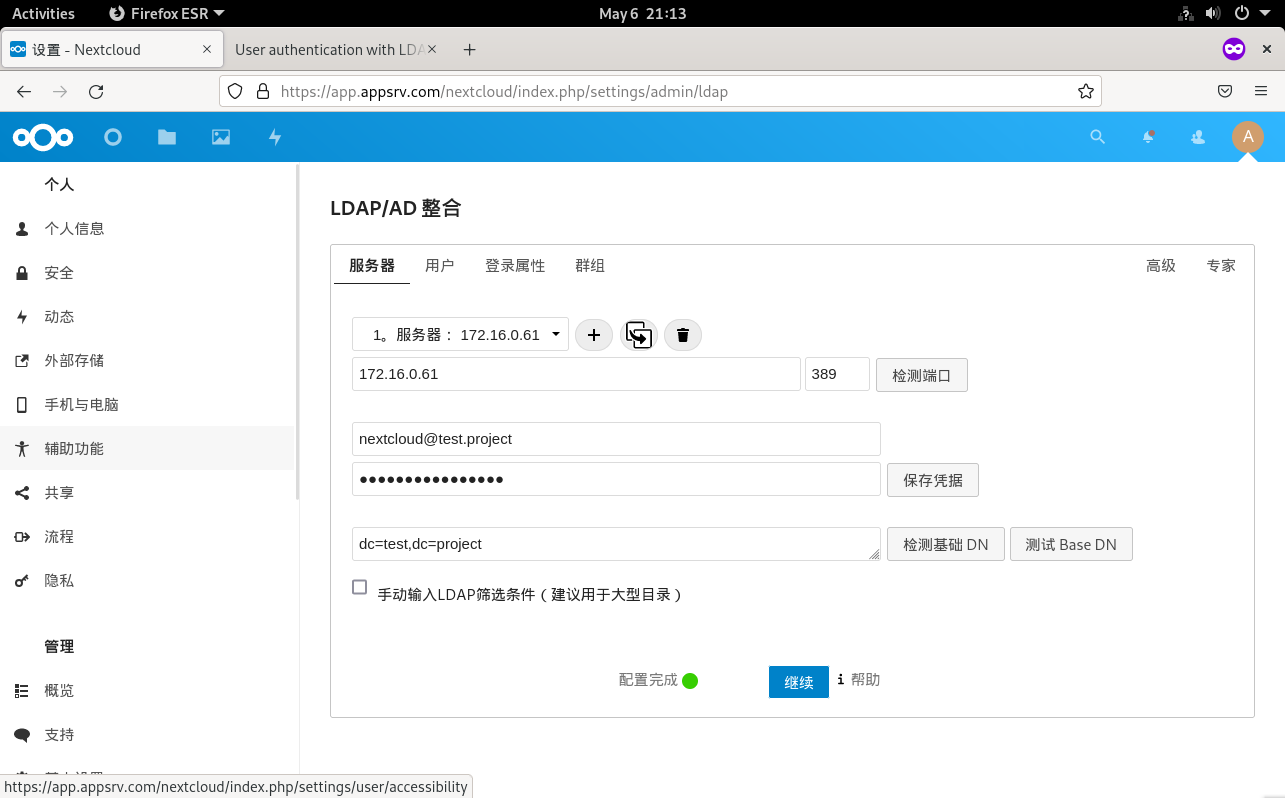 Activities Firefox ESR May 6 21:13
设置 - Nextcloud User authentication with LDA
https://app.appsrv.com/nextcloud/index.php/settings/admin/ldap
A
个人
个人信息
安全
动态
外部存储
手机与电脑
辅助功能
共享
流程
隐私
管理
概览
支持
LDAP/AD 整合
服务器 用户 登录属性 群组 高级 专家
1。服务器： 172.16.0.61
172.16.0.61 389 检测端口
nextcloud@test.project
●●●●●●●●●●●●●●●● 保存凭据
dc=test,dc=project 检测基础 DN 测试 Base DN
手动输入LDAP筛选条件（建议用于大型目录）
配置完成 继续 i 帮助
https://app.appsrv.com/nextcloud/index.php/settings/user/accessibility